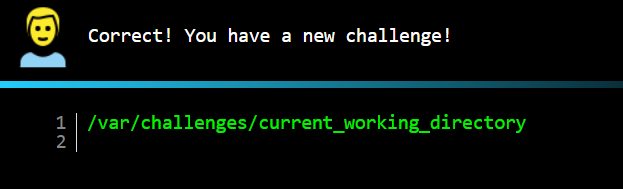 Correct! You have a new challenge!
1 /var/challenges/current_working_directory
2